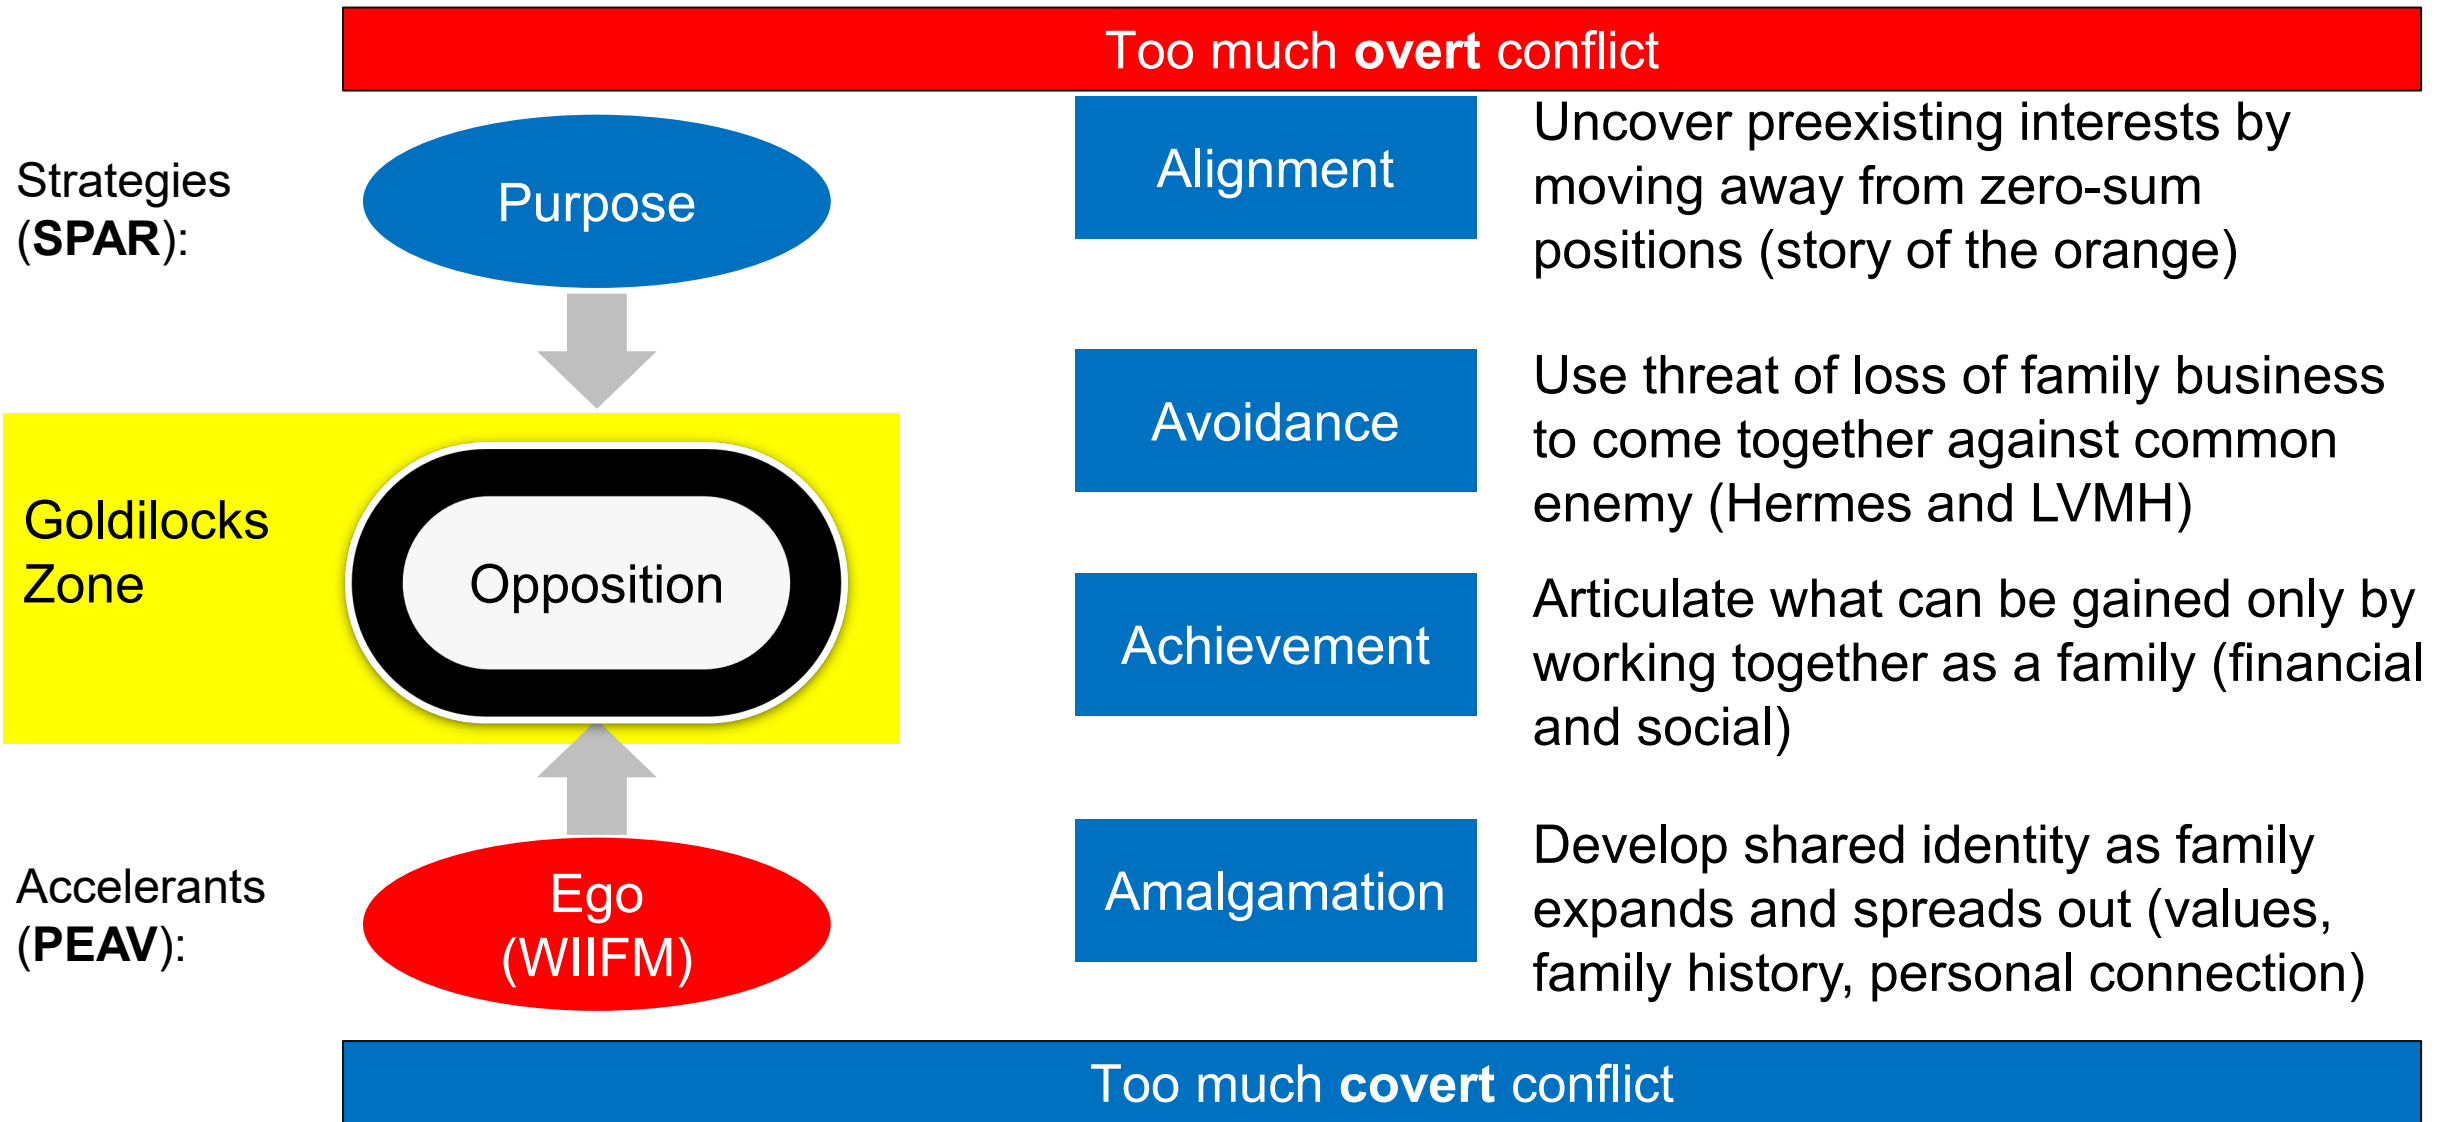 Too much overt conflict
Strategies
(SPAR):
Purpose
Alignment
Uncover preexisting interests by
moving away from zero-sum
positions (story of the orange)
Avoidance
Use threat of loss of family business
to come together against common
enemy (Hermes and LVMH)
Goldilocks
Zone
Opposition
Achievement
Articulate what can be gained only by
working together as a family (financial
and social)
Accelerants
(PEAV):
Ego
(WIIFM)
Amalgamation
Develop shared identity as family
expands and spreads out (values,
family history, personal connection)
Too much covert conflict